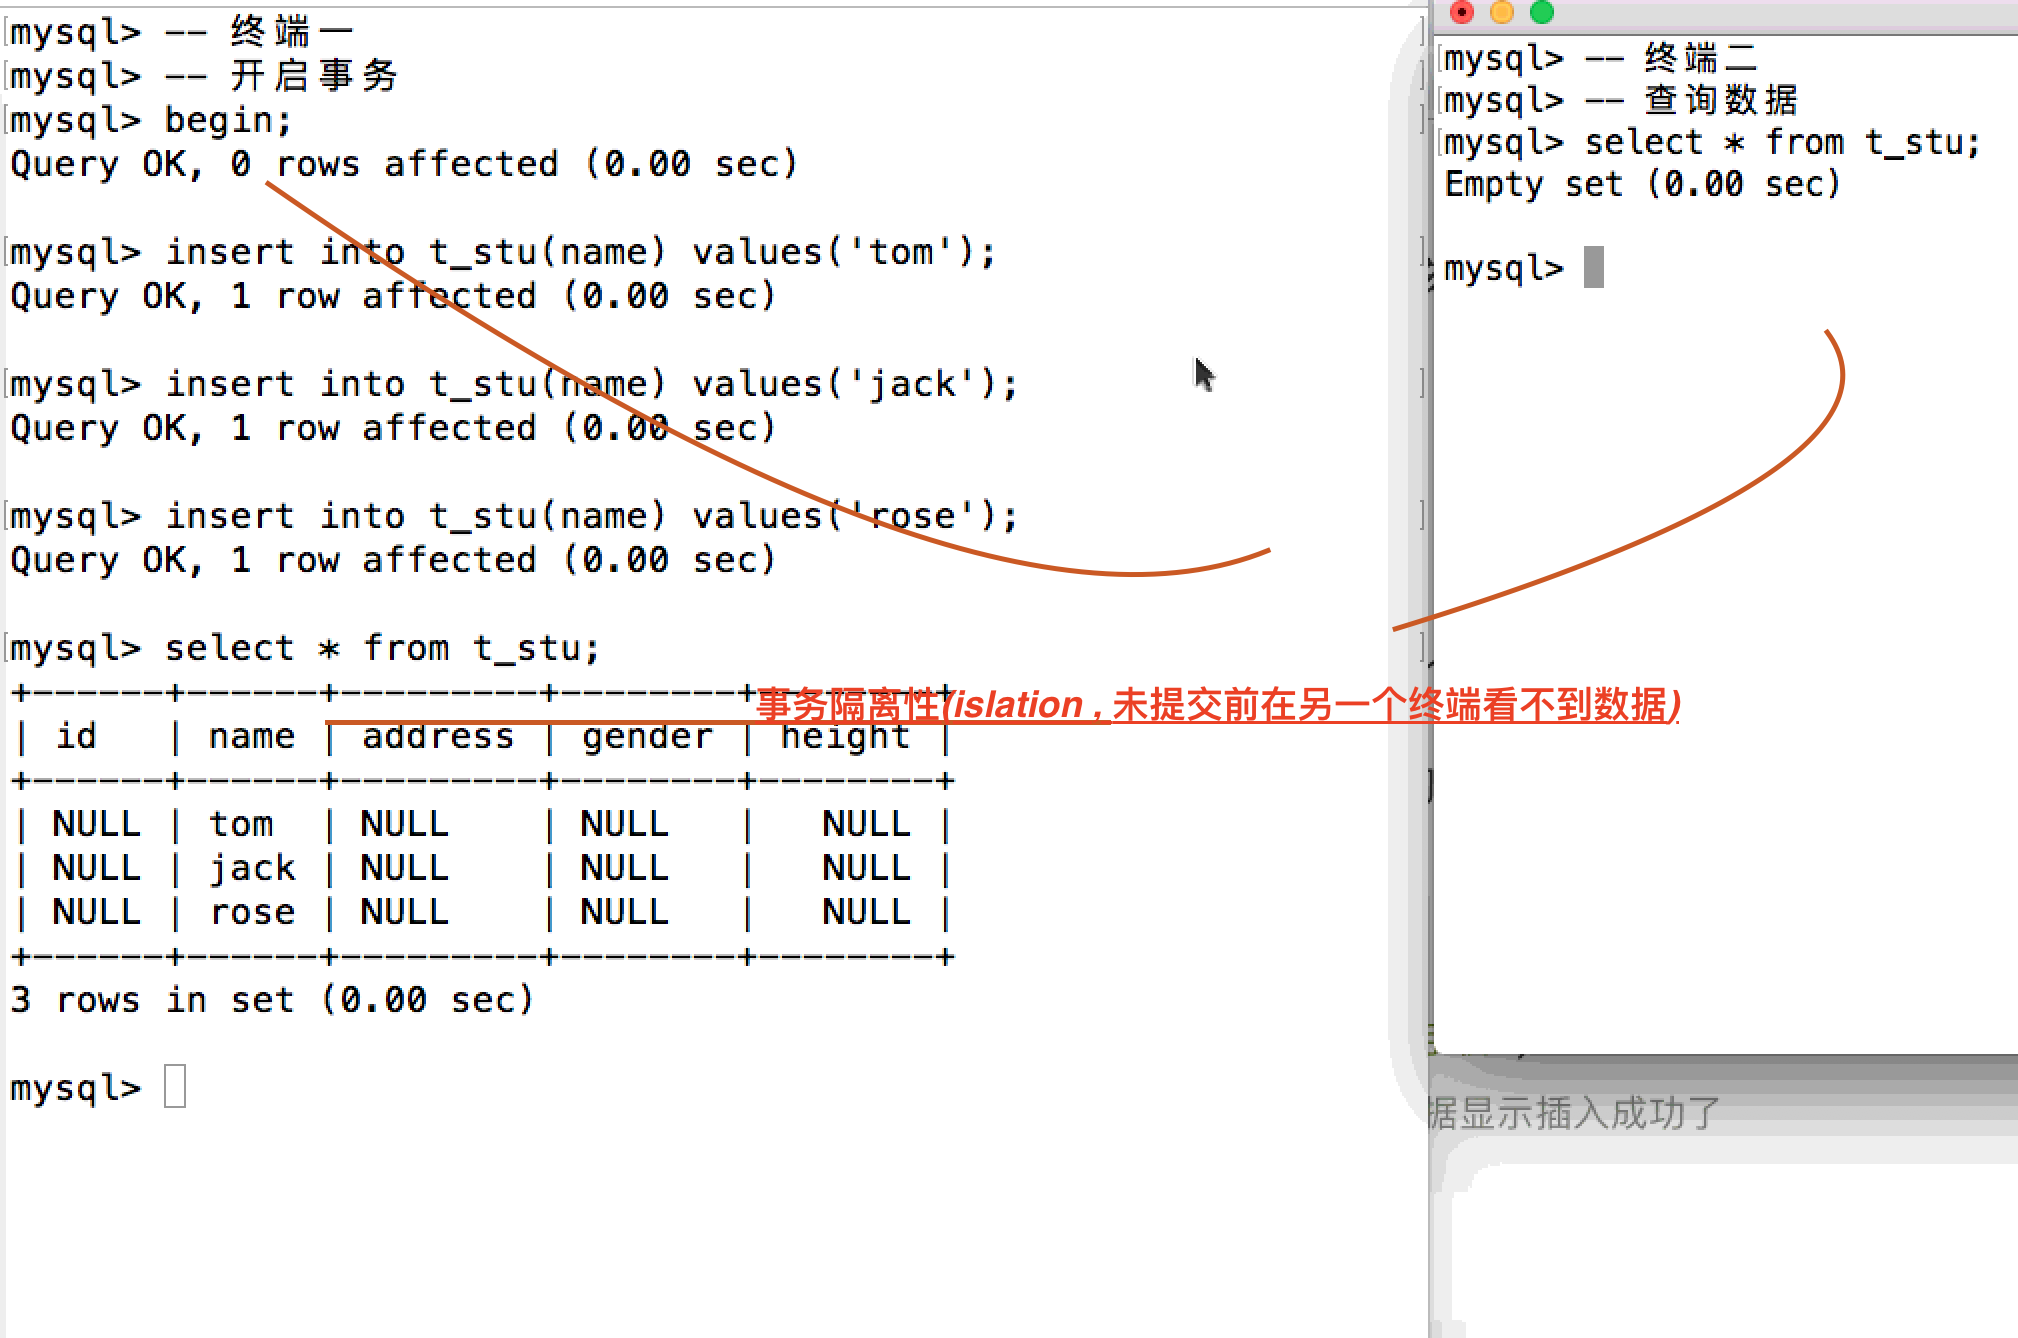 mysql> -- 终端一
mysql> -- 开启事务
mysql> begin;
Query OK, 0 rows affected (0.00 sec)
mysql> insert into t_stu(name) values('tom');
Query OK, 1 row affected (0.00 sec)
mysql> insert into t_stu(name) values('jack');
Query OK, 1 row affected (0.00 sec)
mysql> insert into t_stu(name) values('rose');
Query OK, 1 row affected (0.00 sec)
mysql> select * from t_stu;
+------+------+---------+--------+--------+
| id   | name | address | gender | height |
+------+------+---------+--------+--------+
| NULL | tom  | NULL    | NULL   |   NULL |
| NULL | jack | NULL    | NULL   |   NULL |
| NULL | rose | NULL    | NULL   |   NULL |
+------+------+---------+--------+--------+
3 rows in set (0.00 sec)
mysql>
事务隔离性(islation , 未提交前在另一个终端看不到数据)
mysql> -- 终端二
mysql> -- 查询数据
mysql> select * from t_stu;
Empty set (0.00 sec)
mysql>
据显示插入成功了